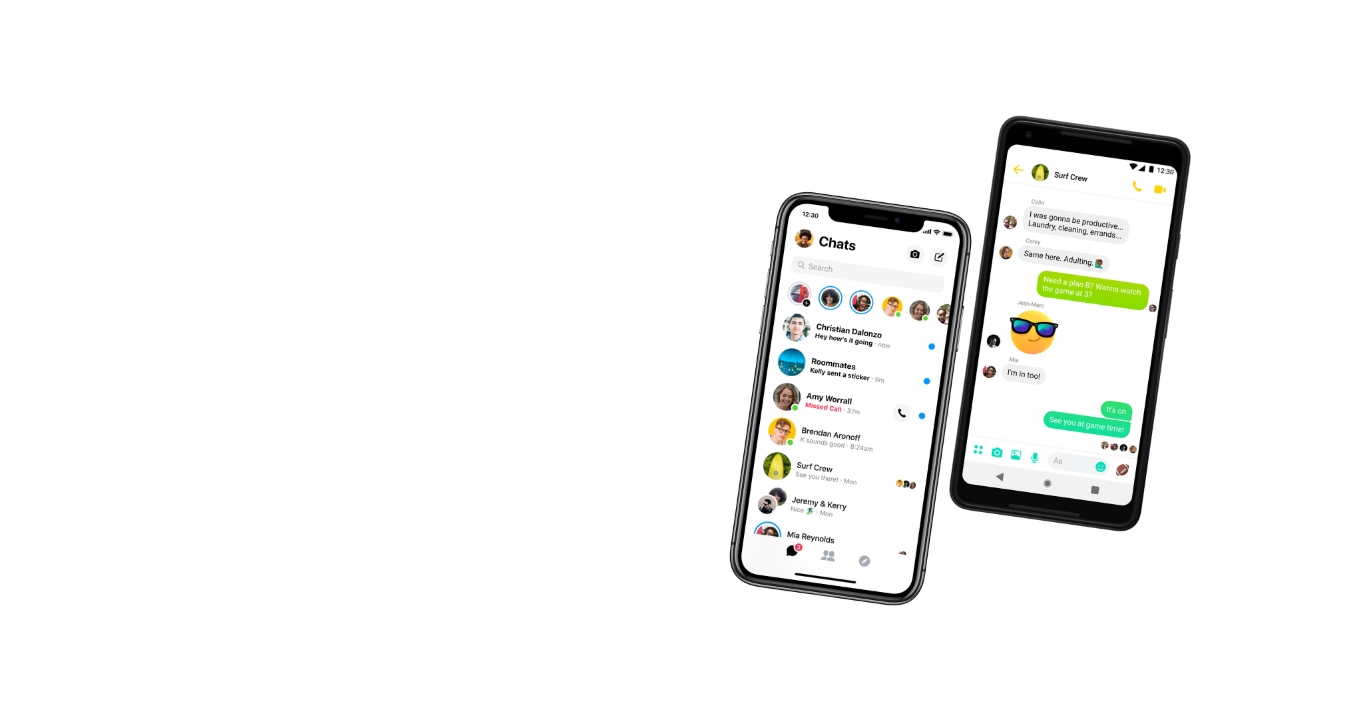 12:30
Chats
Search
Christian Dalonzo
Hey how's it going · now
Roommates
Kelly sent a sticker · 9m
Amy Worrall
Missed Call · 37m
Brendan Aronoff
K sounds good · 8:24am
Surf Crew
See you there! · Mon
Jeremy & Kerry
Nice 🏄 · Mon
Mia Reynolds
12:30
Surf Crew
I was gonna be productive...
Laundry, cleaning, errands...
Corey
Same here. Adulting.
Need a plan B? Wanna watch
the game at 3?
Jean-Marc
Mia
I'm in too!
It's on
See you at game time!
Aa